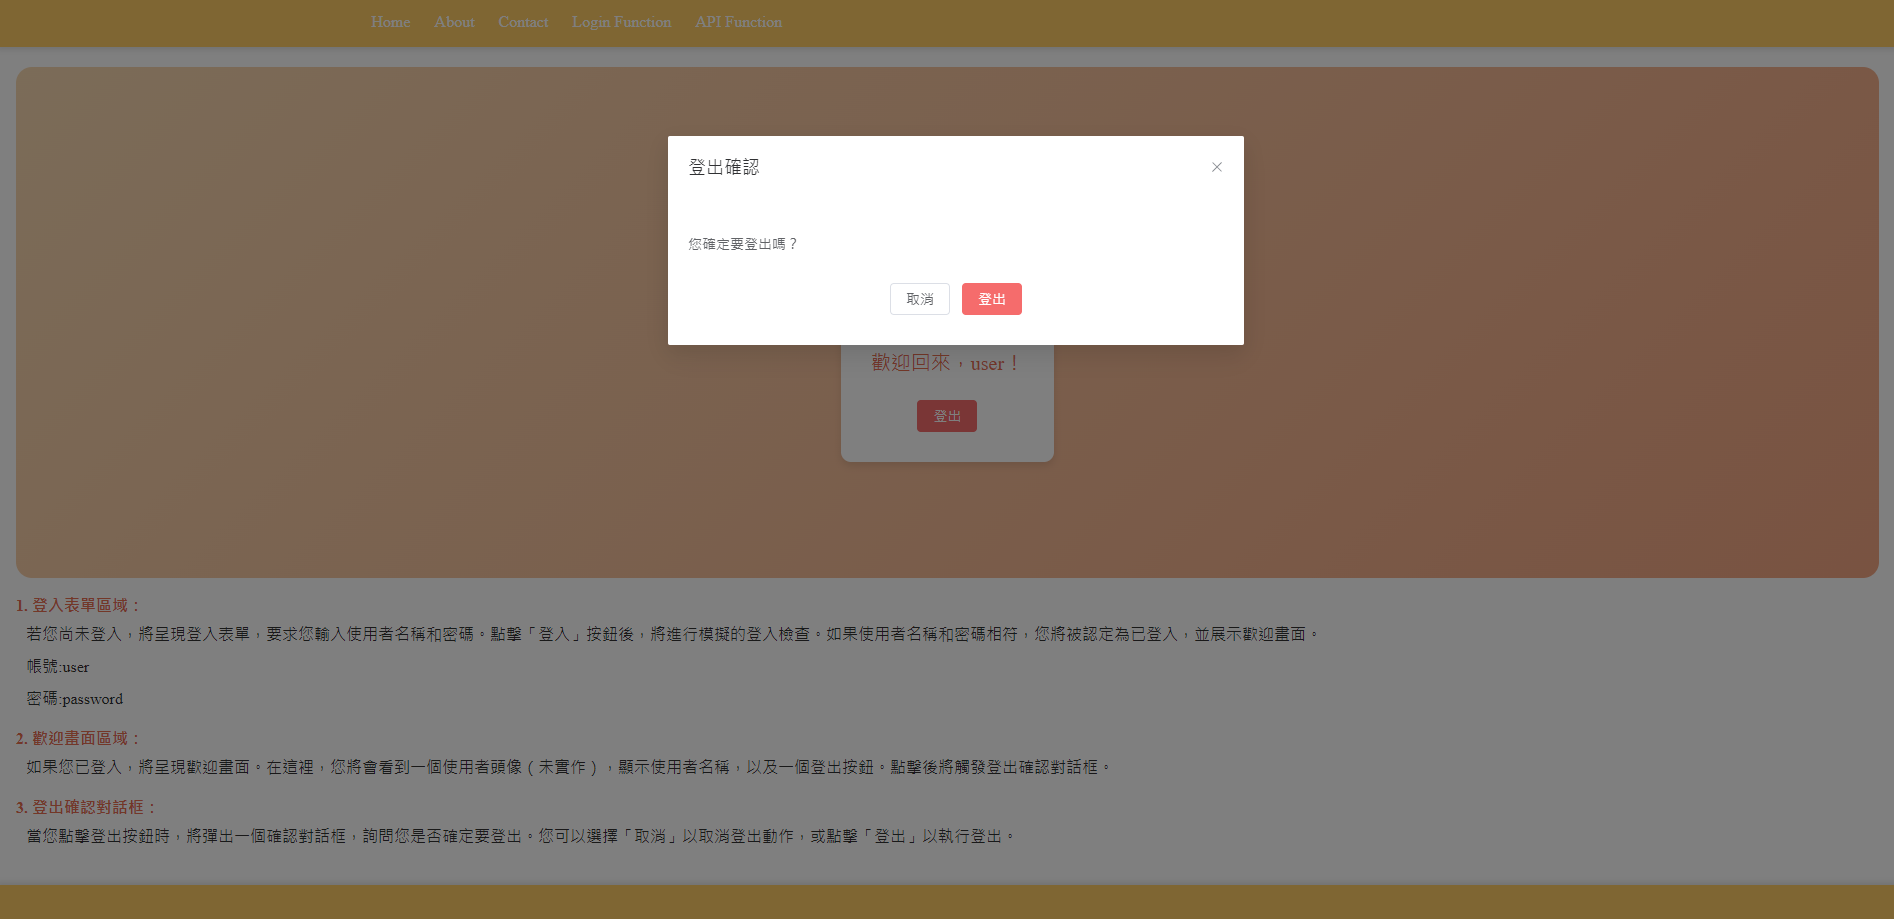 Home About Contact Login Function API Function
登出確認
您確定要登出嗎？
取消 登出
歡迎回來，user！
登出
1. 登入表單區域：
若您尚未登入，將呈現登入表單，要求您輸入使用者名稱和密碼。點擊「登入」按鈕後，將進行模擬的登入檢查。如果使用者名稱和密碼相符，您將被認定為已登入，並展示歡迎畫面。
帳號:user
密碼:password
2. 歡迎畫面區域：
如果您已登入，將呈現歡迎畫面。在這裡，您將會看到一個使用者頭像（未實作），顯示使用者名稱，以及一個登出按鈕。點擊後將觸發登出確認對話框。
3. 登出確認對話框：
當您點擊登出按鈕時，將彈出一個確認對話框，詢問您是否確定要登出。您可以選擇「取消」以取消登出動作，或點擊「登出」以執行登出。